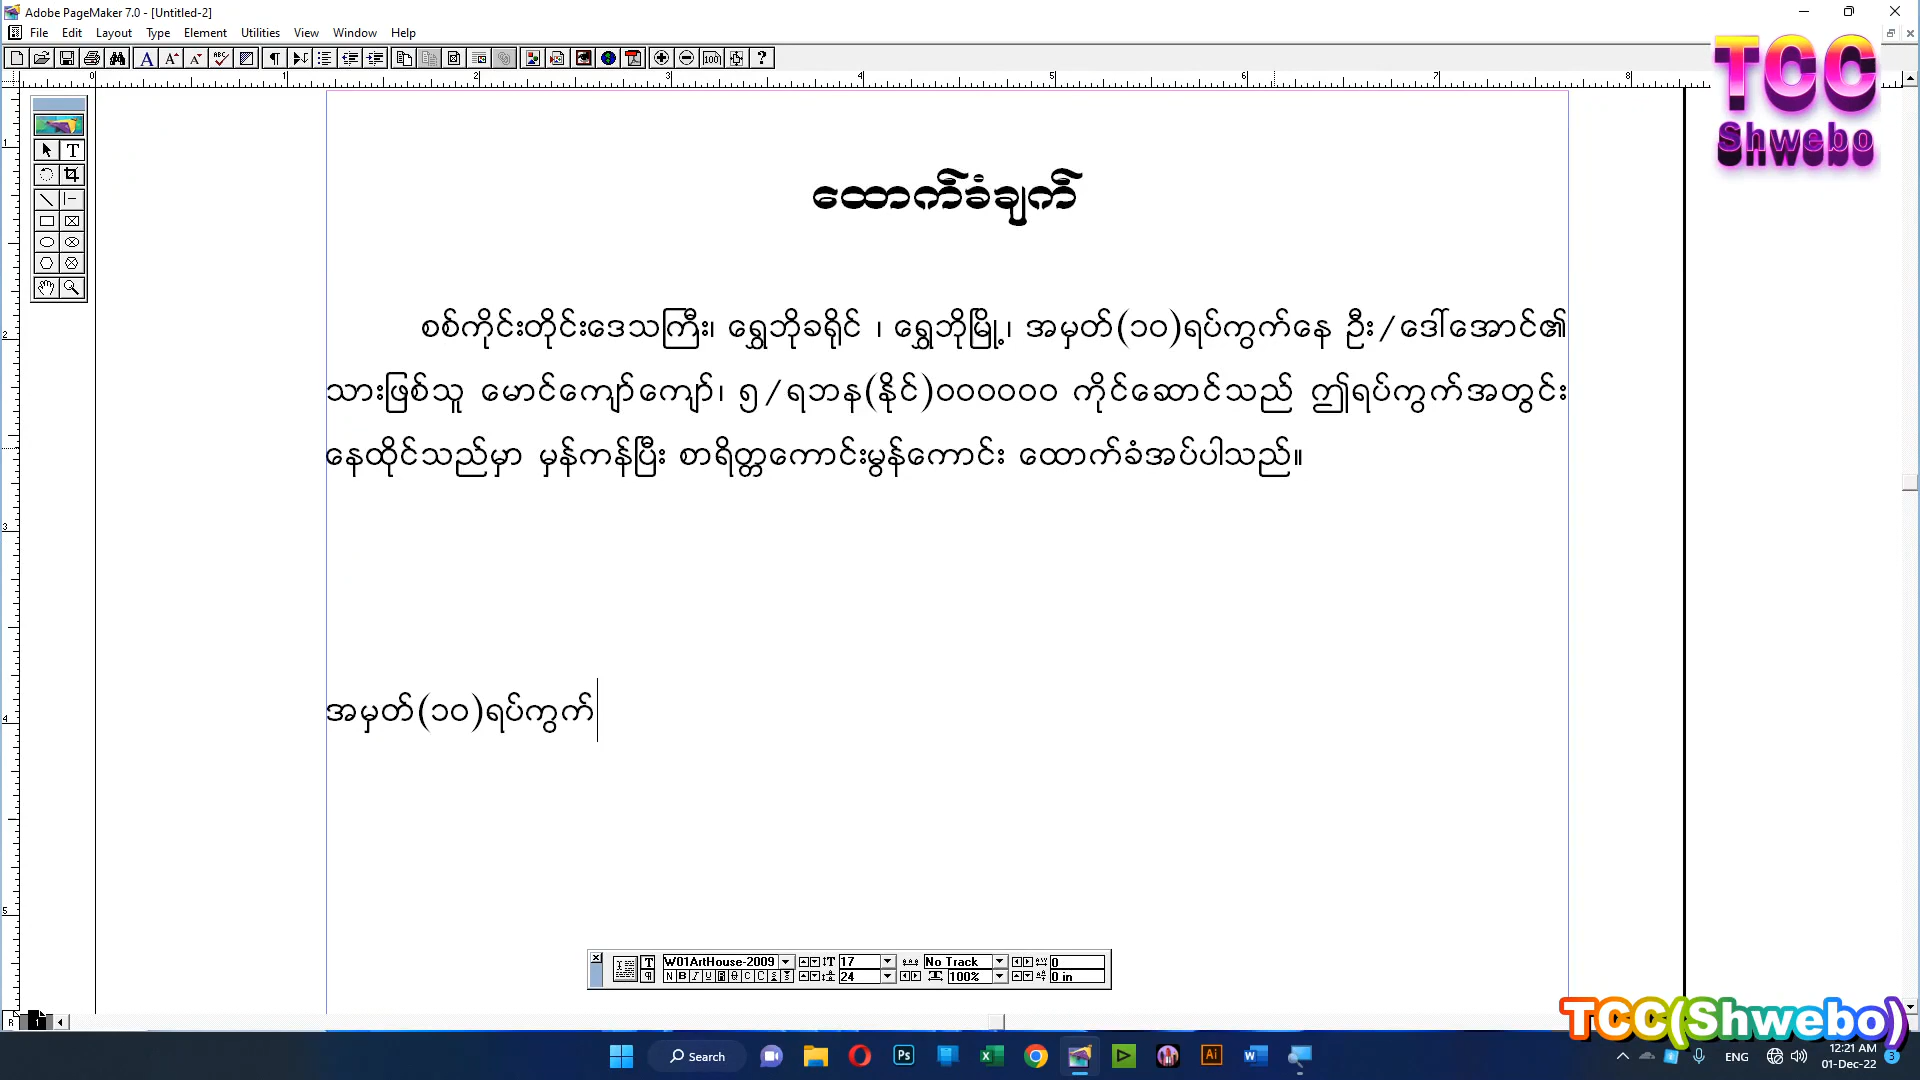 Adobe PageMaker 7.0 - [Untitled-2]
File Edit Layout Type Element Utilities View Window Help
TCC
Shwebo
ထောက်ခံချက်
စစ်ကိုင်းတိုင်းဒေသကြီး၊ ရွှေဘိုခရိုင် ၊ ရွှေဘိုမြို့၊ အမှတ်(၁၀)ရပ်ကွက်နေ ဦး/ဒေါ်အောင်၏
သားဖြစ်သူ မောင်ကျော်ကျော်၊ ၅/ရဘန(နိုင်)၀၀၀၀၀၀ ကိုင်ဆောင်သည် ဤရပ်ကွက်အတွင်း
နေထိုင်သည်မှာ မှန်ကန်ပြီး စာရိတ္တကောင်းမွန်ကောင်း ထောက်ခံအပ်ပါသည်။
အမှတ်(၁၀)ရပ်ကွက်
W01ArtHouse-2009 17 No Track 0
24 100% 0 in
TCC(Shwebo)
Search
ENG
12:21 AM
01-Dec-22